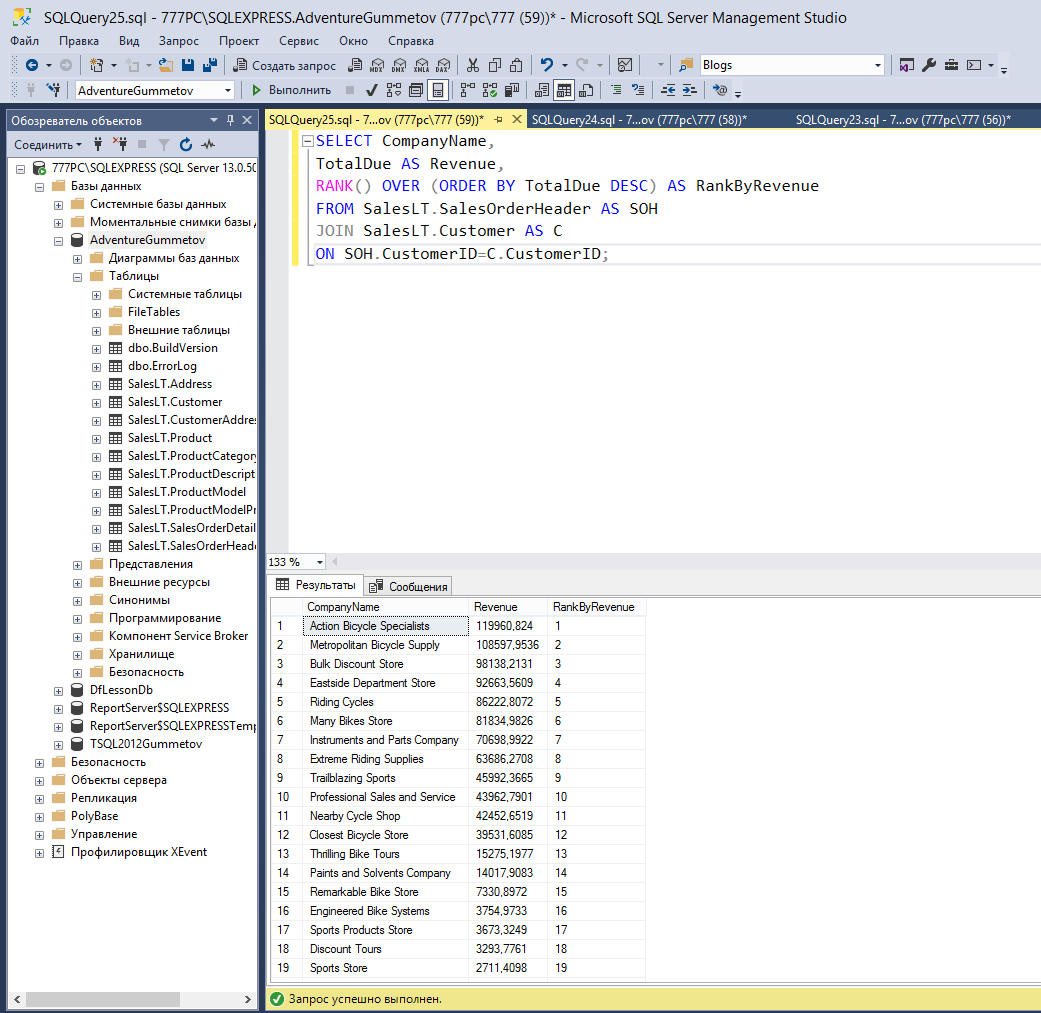 SQLQuery25.sql - 777PC\SQLEXPRESS.AdventureGummetov (777pc\777 (59))* - Microsoft SQL Server Management Studio
Файл Правка Вид Запрос Проект Сервис Окно Справка
Создать запрос MDX DMX XMLA DAX Blogs
AdventureGummetov Выполнить
Обозреватель объектов
SQLQuery25.sql - 7...ov (777pc\777 (59))* SQLQuery24.sql - 7...ov (777pc\777 (58))* SQLQuery23.sql - 7...ov (777pc\777 (56))*
Соединить
777PC\SQLEXPRESS (SQL Server 13.0.50
Базы данных
Системные базы данных
Моментальные снимки базы
AdventureGummetov
Диаграммы баз данных
Таблицы
Системные таблицы
FileTables
Внешние таблицы
dbo.BuildVersion
dbo.ErrorLog
SalesLT.Address
SalesLT.Customer
SalesLT.CustomerAddre
SalesLT.Product
SalesLT.ProductCategory
SalesLT.ProductDescript
SalesLT.ProductModel
SalesLT.ProductModelPr
SalesLT.SalesOrderDetail
SalesLT.SalesOrderHeade
Представления
Внешние ресурсы
Синонимы
Программирование
Компонент Service Broker
Хранилище
Безопасность
DfLessonDb
ReportServer$SQLEXPRESS
ReportServer$SQLEXPRESSTemp
TSQL2012Gummetov
Безопасность
Объекты сервера
Репликация
PolyBase
Управление
Профилировщик XEvent
SELECT CompanyName,
TotalDue AS Revenue,
RANK() OVER (ORDER BY TotalDue DESC) AS RankByRevenue
FROM SalesLT.SalesOrderHeader AS SOH
JOIN SalesLT.Customer AS C
ON SOH.CustomerID=C.CustomerID;
133 %
Результаты Сообщения
CompanyName Revenue RankByRevenue
1 Action Bicycle Specialists 119960,824 1
2 Metropolitan Bicycle Supply 108597,9536 2
3 Bulk Discount Store 98138,2131 3
4 Eastside Department Store 92663,5609 4
5 Riding Cycles 86222,8072 5
6 Many Bikes Store 81834,9826 6
7 Instruments and Parts Company 70698,9922 7
8 Extreme Riding Supplies 63686,2708 8
9 Trailblazing Sports 45992,3665 9
10 Professional Sales and Service 43962,7901 10
11 Nearby Cycle Shop 42452,6519 11
12 Closest Bicycle Store 39531,6085 12
13 Thrilling Bike Tours 15275,1977 13
14 Paints and Solvents Company 14017,9083 14
15 Remarkable Bike Store 7330,8972 15
16 Engineered Bike Systems 3754,9733 16
17 Sports Products Store 3673,3249 17
18 Discount Tours 3293,7761 18
19 Sports Store 2711,4098 19
Запрос успешно выполнен.